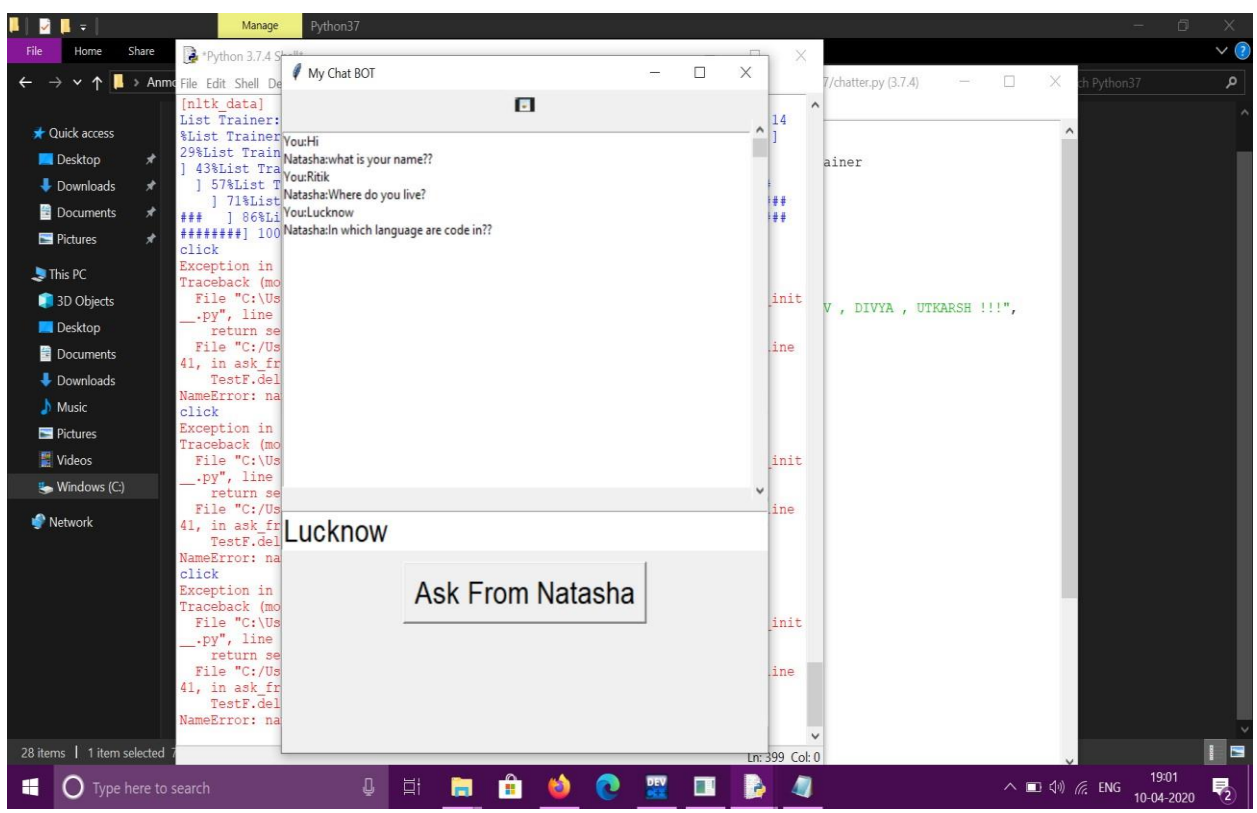 Manage
Python37
File
Home
Share
Anmo
*Python 3.7.4 Sh
File Edit Shell De
[nltk_data]
List Trainer:
%List Trainer
29%List Train
] 43%List Tra
] 57%List T
] 71%List
### ] 86%Li
########] 100
click
Exception in
Traceback (mo
File "C:\Us
__.py", line
return se
File "C:/Us
41, in ask_fr
TestF.del
NameError: na
click
Exception in
Traceback (mo
File "C:\Us
__.py", line
return se
File "C:/Us
41, in ask_fr
TestF.del
NameError: na
click
Exception in
Traceback (mo
File "C:\Us
__.py", line
return se
File "C:/Us
41, in ask_fr
TestF.del
NameError: na
14
]
##
##
_init
ine
_init
ine
_init
ine
Ln: 399 Col: 0
My Chat BOT
You:Hi
Natasha:what is your name??
You:Ritik
Natasha:Where do you live?
You:Lucknow
Natasha:In which language are code in??
Lucknow
Ask From Natasha
7/chatter.py (3.7.4)
ainer
V , DIVYA , UTKARSH !!!",
ch Python37
Quick access
Desktop
Downloads
Documents
Pictures
This PC
3D Objects
Desktop
Documents
Downloads
Music
Pictures
Videos
Windows (C:)
Network
28 items
1 item selected 7
Type here to search
DEV
ENG
19:01
10-04-2020
2